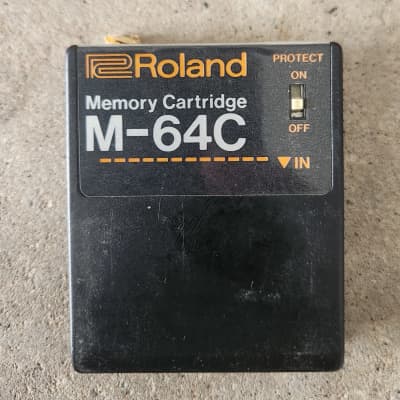 Roland
PROTECT
ON
Memory Cartridge
M-64C
OFF
▼IN